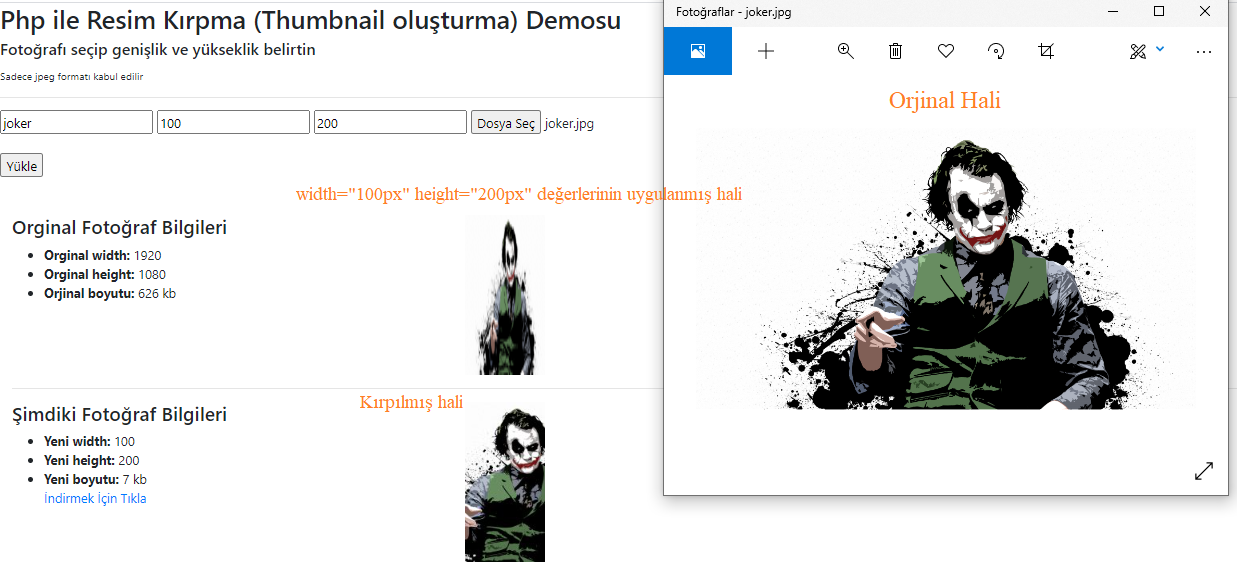 Php ile Resim Kırpma (Thumbnail oluşturma) Demosu
Fotoğrafı seçip genişlik ve yükseklik belirtin
Sadece jpeg formatı kabul edilir
joker 100 200 Dosya Seç joker.jpg
Yükle
width="100px" height="200px" değerlerinin uygulanmış hali
Orginal Fotoğraf Bilgileri
Orginal width: 1920
Orginal height: 1080
Orjinal boyutu: 626 kb
Kırpılmış hali
Şimdiki Fotoğraf Bilgileri
Yeni width: 100
Yeni height: 200
Yeni boyutu: 7 kb
İndirmek İçin Tıkla
Fotoğraflar - joker.jpg
Orjinal Hali